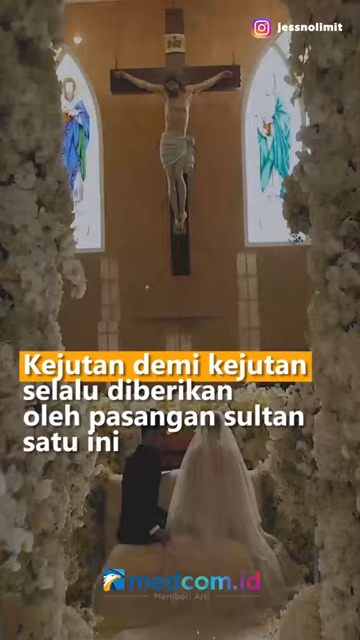 jessnolimit
Kejutan demi kejutan
selalu diberikan
oleh pasangan sultan
satu ini
medcom.id
Memberi Arti